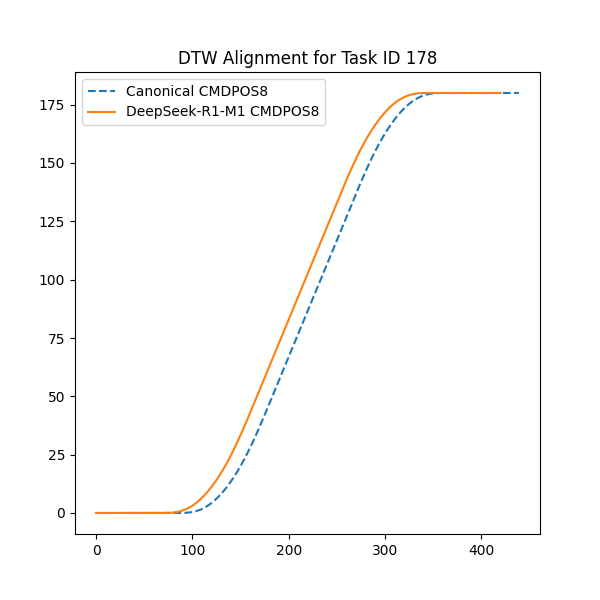 DTW Alignment for Task ID 178
Canonical CMDPOS8
DeepSeek-R1-M1 CMDPOS8
175
150
125
100
75
50
25
0
0 100 200 300 400